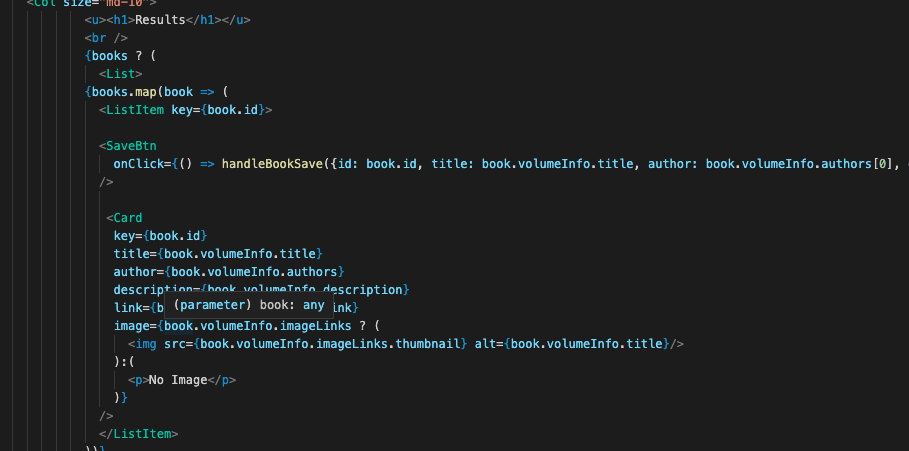 <Col size="md-10">
<u><h1>Results</h1></u>
<br />
{books ? (
<List>
{books.map(book => (
<ListItem key={book.id}>
<SaveBtn
onClick={() => handleBookSave({id: book.id, title: book.volumeInfo.title, author: book.volumeInfo.authors[0],
/>
<Card
key={book.id}
title={book.volumeInfo.title}
author={book.volumeInfo.authors}
description={book.volumeInfo.description}
link={b
(parameter) book: any
ink}
image={book.volumeInfo.imageLinks ? (
<img src={book.volumeInfo.imageLinks.thumbnail} alt={book.volumeInfo.title}/>
):(
<p>No Image</p>
)}
/>
</ListItem>
))}